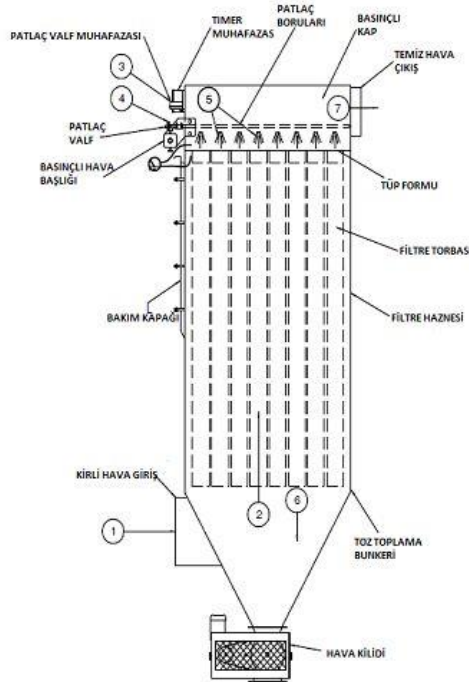 PATLAÇ VALF MUHAFAZASI
TIMER
MUHAFAZAS
PATLAÇ
BORULARI
BASINÇLI
KAP
TEMİZ HAVA
ÇIKIŞ
3
4
5
7
PATLAÇ
VALF
BASINÇLI HAVA
BAŞLIĞI
TÜP FORMU
FİLTRE TORBAS
BAKIM KAPAĞI
FİLTRE HAZNESİ
KİRLİ HAVA GİRİŞ
1
2
6
TOZ TOPLAMA
BUNKERİ
HAVA KİLİDİ